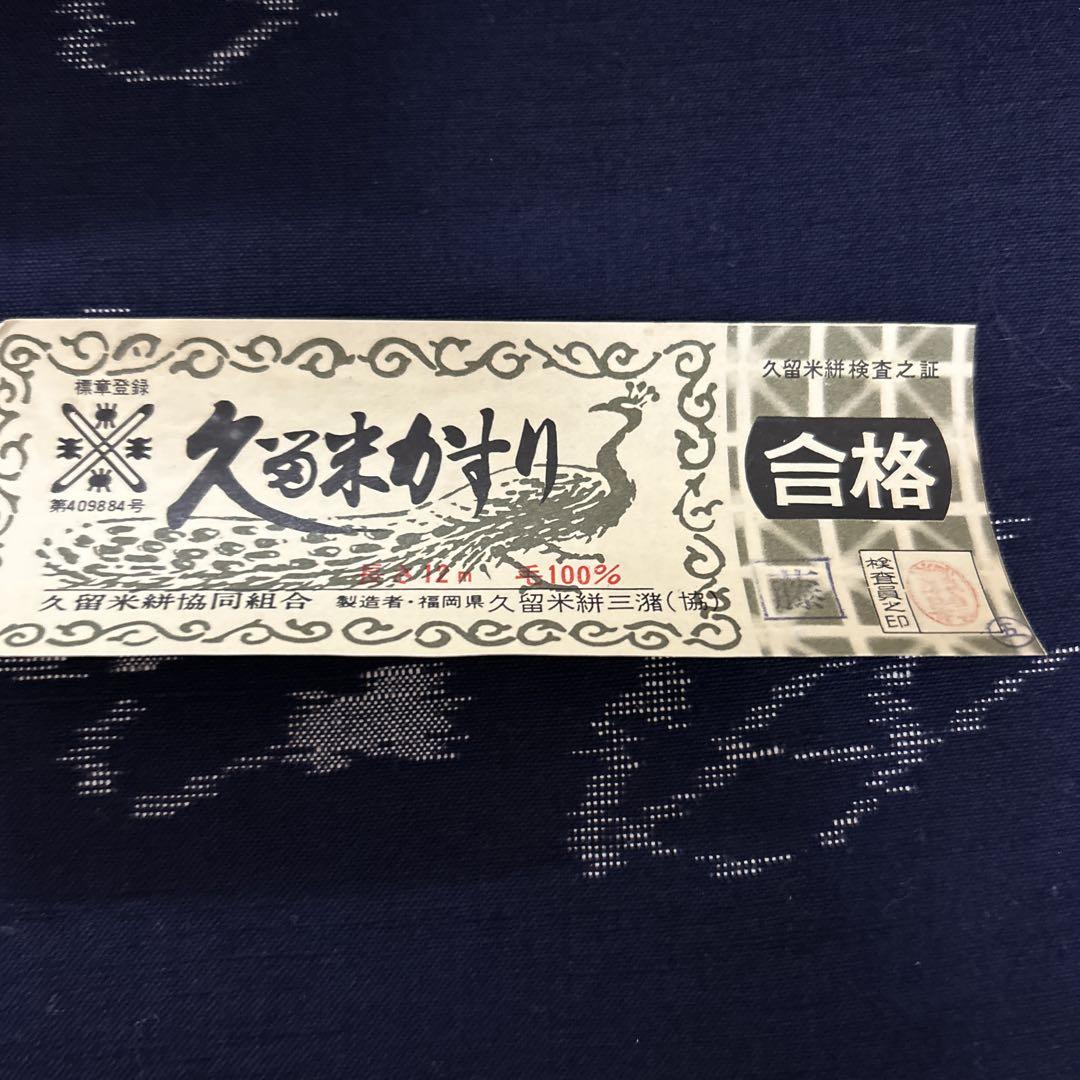 標章登録
第409884号
久留米かすり
長さ12m 毛100%
久留米絣協同組合 製造者・福岡県久留米絣三潴(協)
久留米絣検査之証
合格
藤
検査員之印